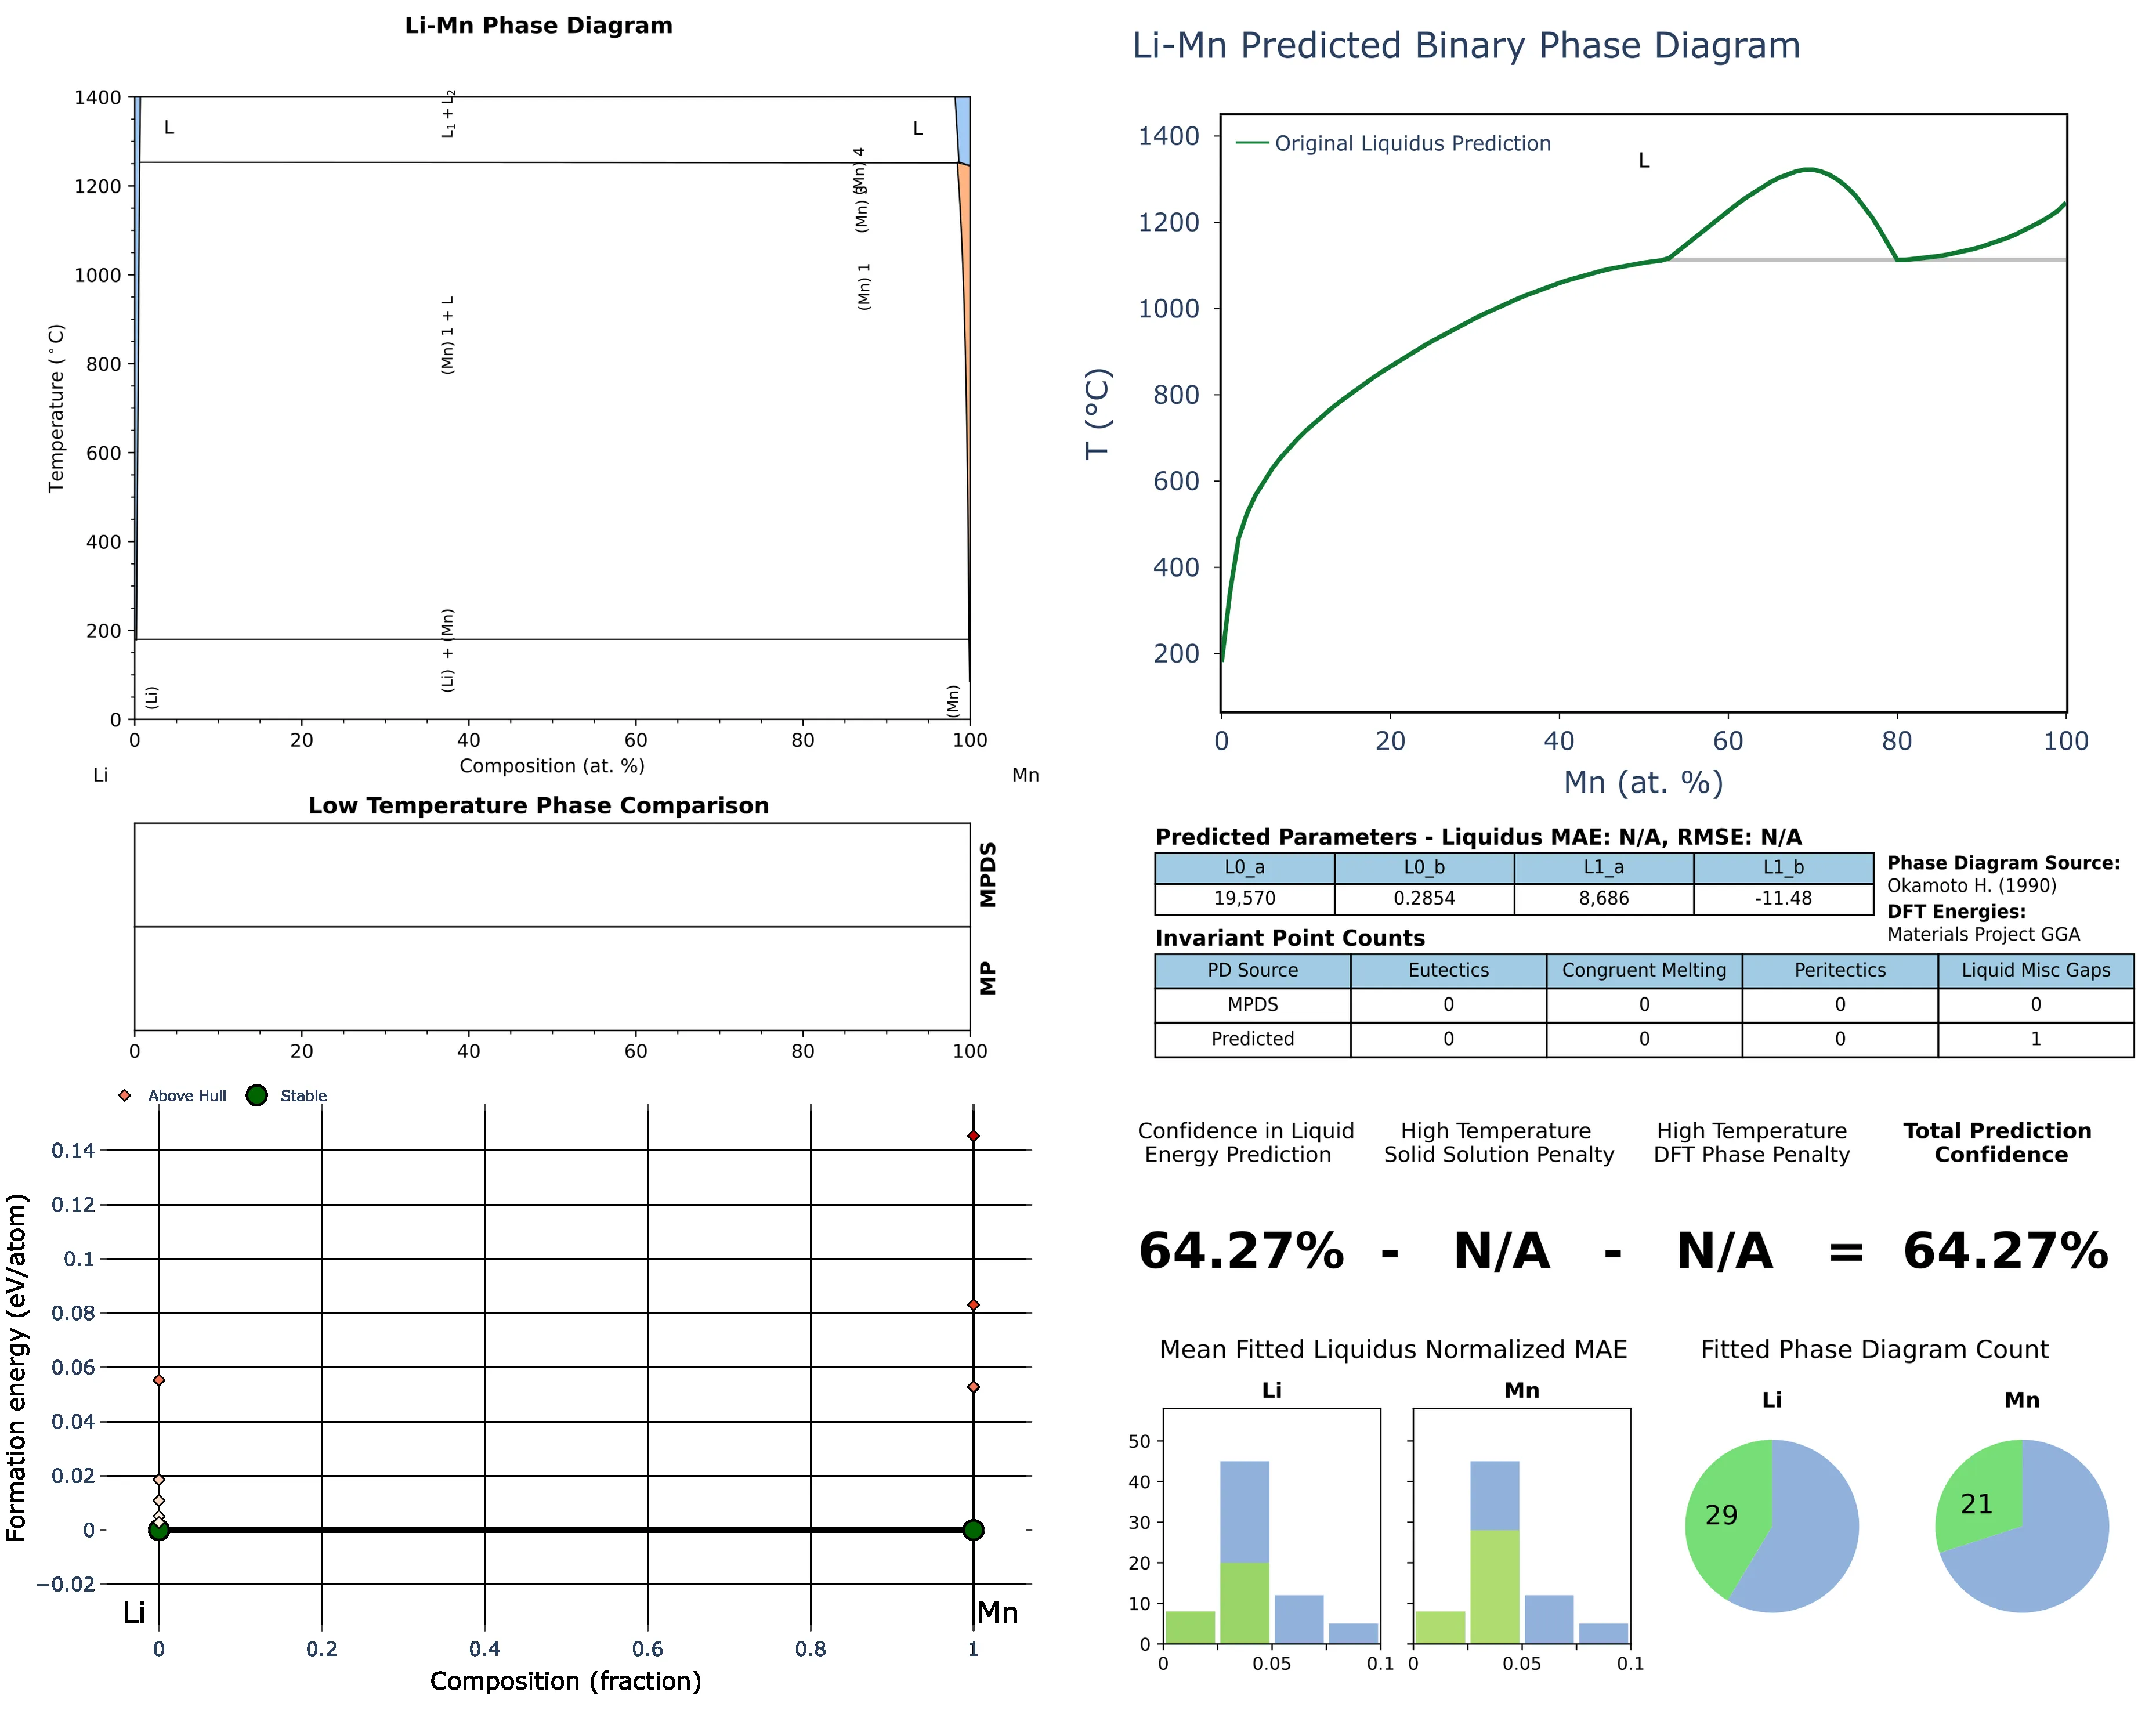 Li-Mn Phase Diagram
1400
1200
1000
800
600
400
200
0
Temperature (°C)
L
L₁ + L₂
L
(Mn) 4
(Mn) 1
(Mn) 1 + L
(Li) + (Mn)
(Li)
(Mn)
0 20 40 60 80 100
Composition (at. %)
Li Mn
Li-Mn Predicted Binary Phase Diagram
Original Liquidus Prediction
L
1400
1200
1000
800
600
400
200
T (°C)
0 20 40 60 80 100
Mn (at. %)
Low Temperature Phase Comparison
MPDS
MP
0 20 40 60 80 100
Predicted Parameters - Liquidus MAE: N/A, RMSE: N/A
L0_a L0_b L1_a L1_b
19,570 0.2854 8,686 -11.48
Phase Diagram Source:
Okamoto H. (1990)
DFT Energies:
Materials Project GGA
Invariant Point Counts
PD Source Eutectics Congruent Melting Peritectics Liquid Misc Gaps
MPDS 0 0 0 0
Predicted 0 0 0 1
Above Hull Stable
0.14
0.12
0.1
0.08
0.06
0.04
0.02
0
−0.02
Formation energy (eV/atom)
Li Mn
0 0.2 0.4 0.6 0.8 1
Composition (fraction)
Confidence in Liquid
Energy Prediction
High Temperature
Solid Solution Penalty
High Temperature
DFT Phase Penalty
Total Prediction
Confidence
64.27% - N/A - N/A = 64.27%
Mean Fitted Liquidus Normalized MAE
Li Mn
50
40
30
20
10
0
0 0.05 0.1 0 0.05 0.1
Fitted Phase Diagram Count
Li Mn
29 21